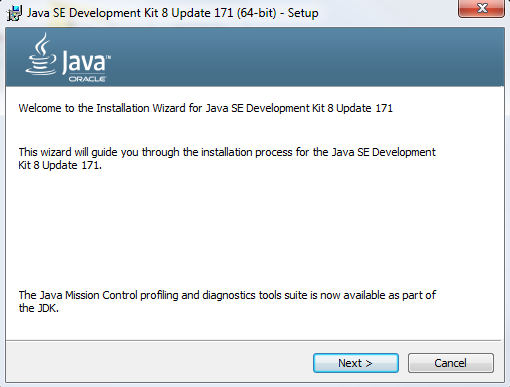 Java SE Development Kit 8 Update 171 (64-bit) - Setup
Java™
ORACLE
Welcome to the Installation Wizard for Java SE Development Kit 8 Update 171
This wizard will guide you through the installation process for the Java SE Development
Kit 8 Update 171.
The Java Mission Control profiling and diagnostics tools suite is now available as part of
the JDK.
Next >
Cancel